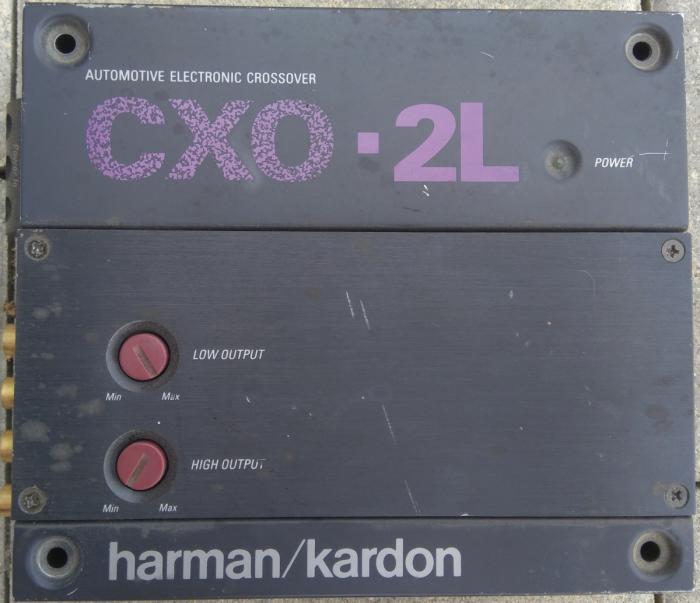 AUTOMOTIVE ELECTRONIC CROSSOVER
CXO·2L
POWER
LOW OUTPUT
Min Max
HIGH OUTPUT
Min Max
harman/kardon